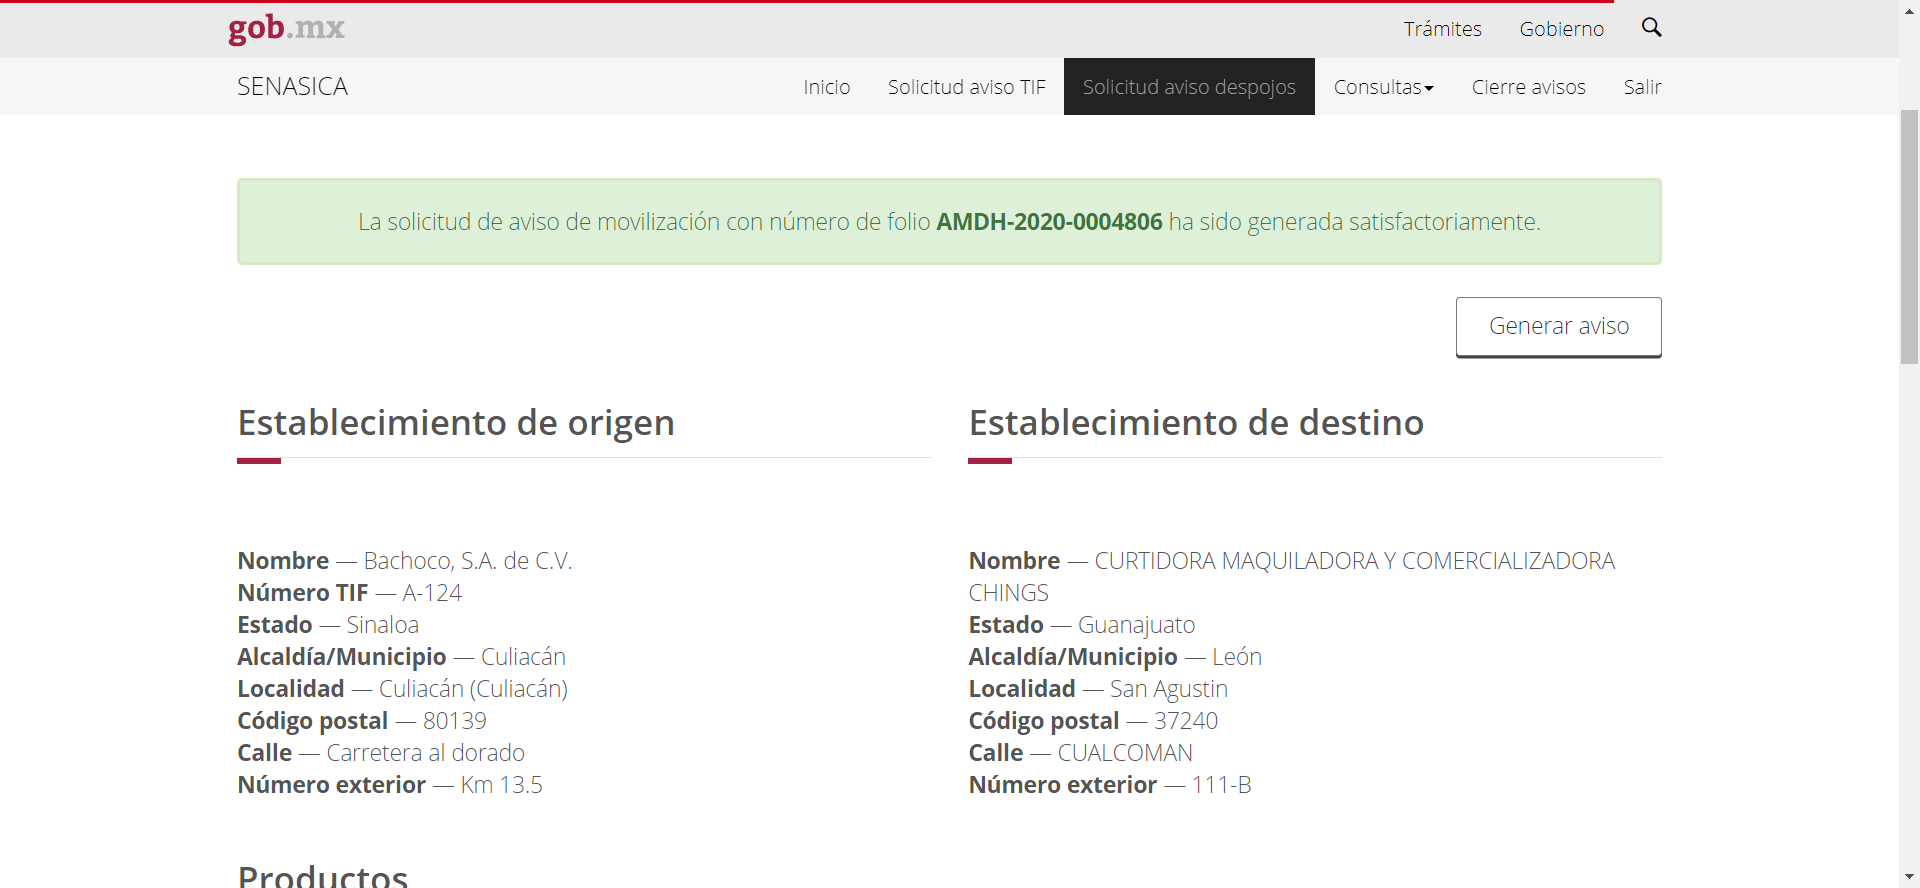 gob.mx
Trámites Gobierno
SENASICA
Inicio Solicitud aviso TIF Solicitud aviso despojos Consultas Cierre avisos Salir
La solicitud de aviso de movilización con número de folio AMDH-2020-0004806 ha sido generada satisfactoriamente.
Generar aviso
Establecimiento de origen
Nombre — Bachoco, S.A. de C.V.
Número TIF — A-124
Estado — Sinaloa
Alcaldía/Municipio — Culiacán
Localidad — Culiacán (Culiacán)
Código postal — 80139
Calle — Carretera al dorado
Número exterior — Km 13.5
Establecimiento de destino
Nombre — CURTIDORA MAQUILADORA Y COMERCIALIZADORA
CHINGS
Estado — Guanajuato
Alcaldía/Municipio — León
Localidad — San Agustin
Código postal — 37240
Calle — CUALCOMAN
Número exterior — 111-B
Productos